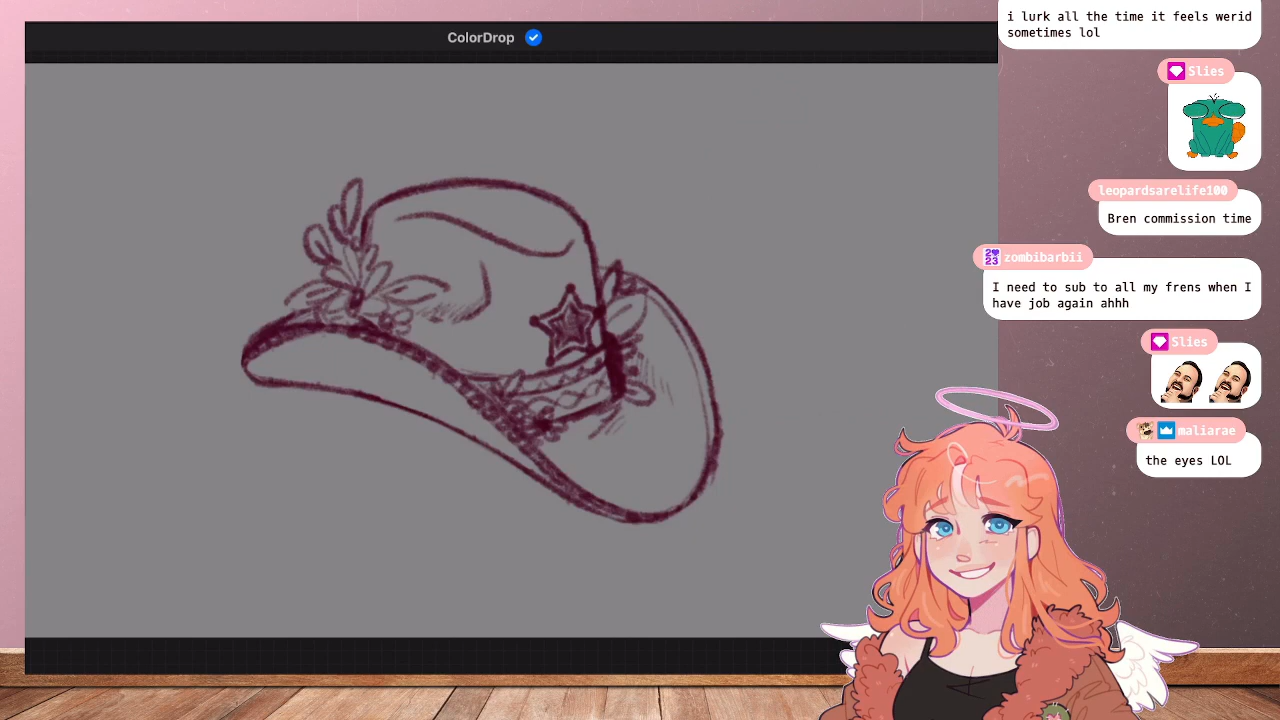 ColorDrop
i lurk all the time it feels werid
sometimes lol
Slies
leopardsarelife100
Bren commission time
2023 zombibarbii
I need to sub to all my frens when I
have job again ahhh
Slies
maliarae
the eyes LOL